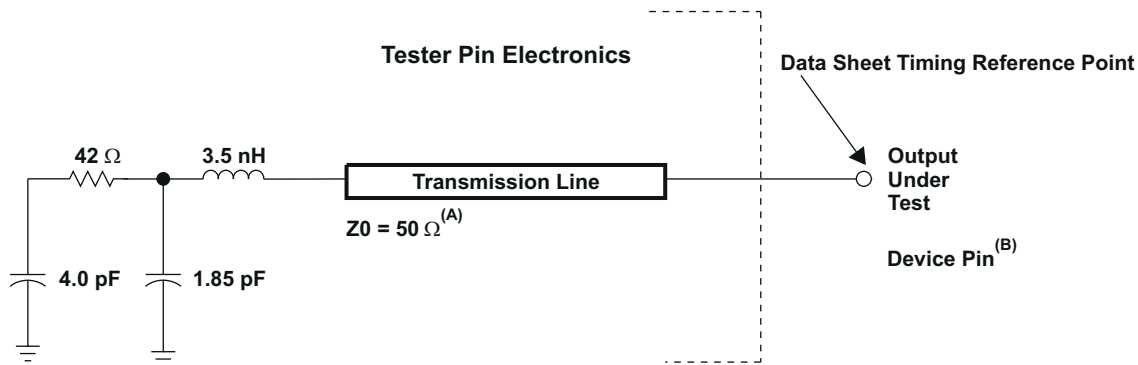 Tester Pin Electronics
Data Sheet Timing Reference Point
42 Ω
3.5 nH
Transmission Line
Output
Under
Test
Z0 = 50 Ω(A)
Device Pin(B)
4.0 pF
1.85 pF